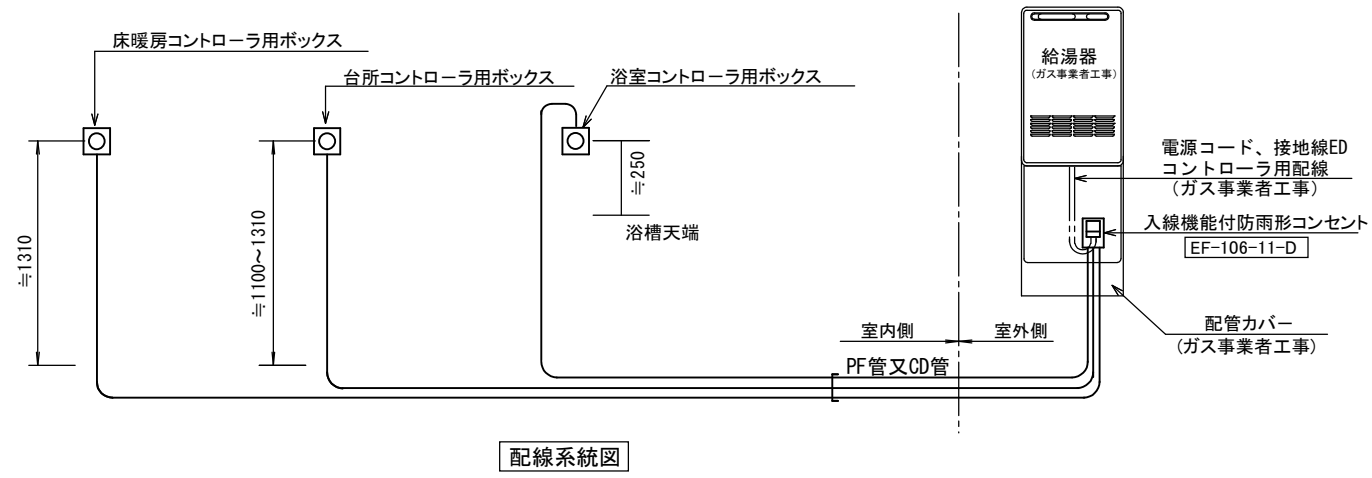 床暖房コントローラ用ボックス
台所コントローラ用ボックス
浴室コントローラ用ボックス
給湯器
(ガス事業者工事)
≒1310
≒1100~1310
≒250
浴槽天端
電源コード、接地線ED
コントローラ用配線
(ガス事業者工事)
入線機能付防雨形コンセント
EF-106-11-D
室内側
室外側
配管カバー
(ガス事業者工事)
PF管又CD管
配線系統図